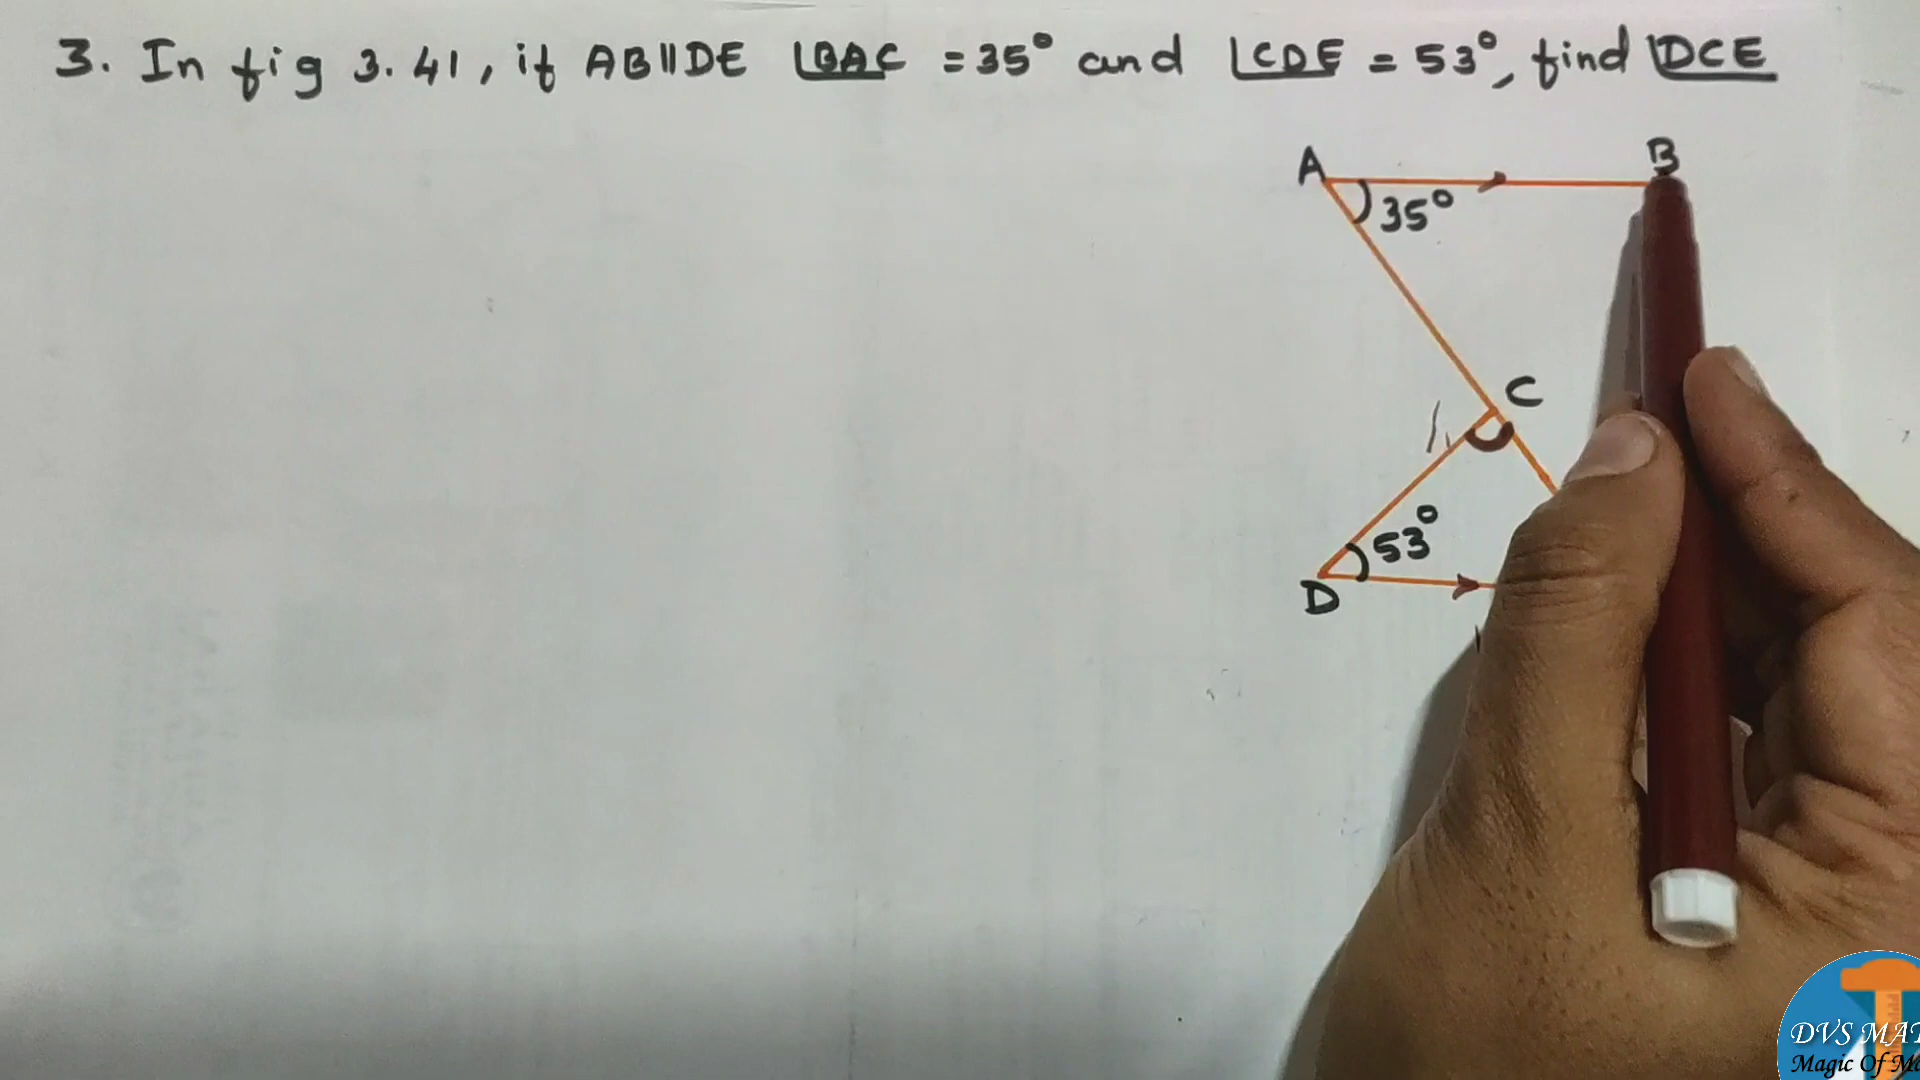 3. In fig 3.41, if AB||DE ∠BAC = 35° and ∠CDE = 53°, find ∠DCE
A
B
35°
C
53°
D
DVS MAT
Magic Of Ma